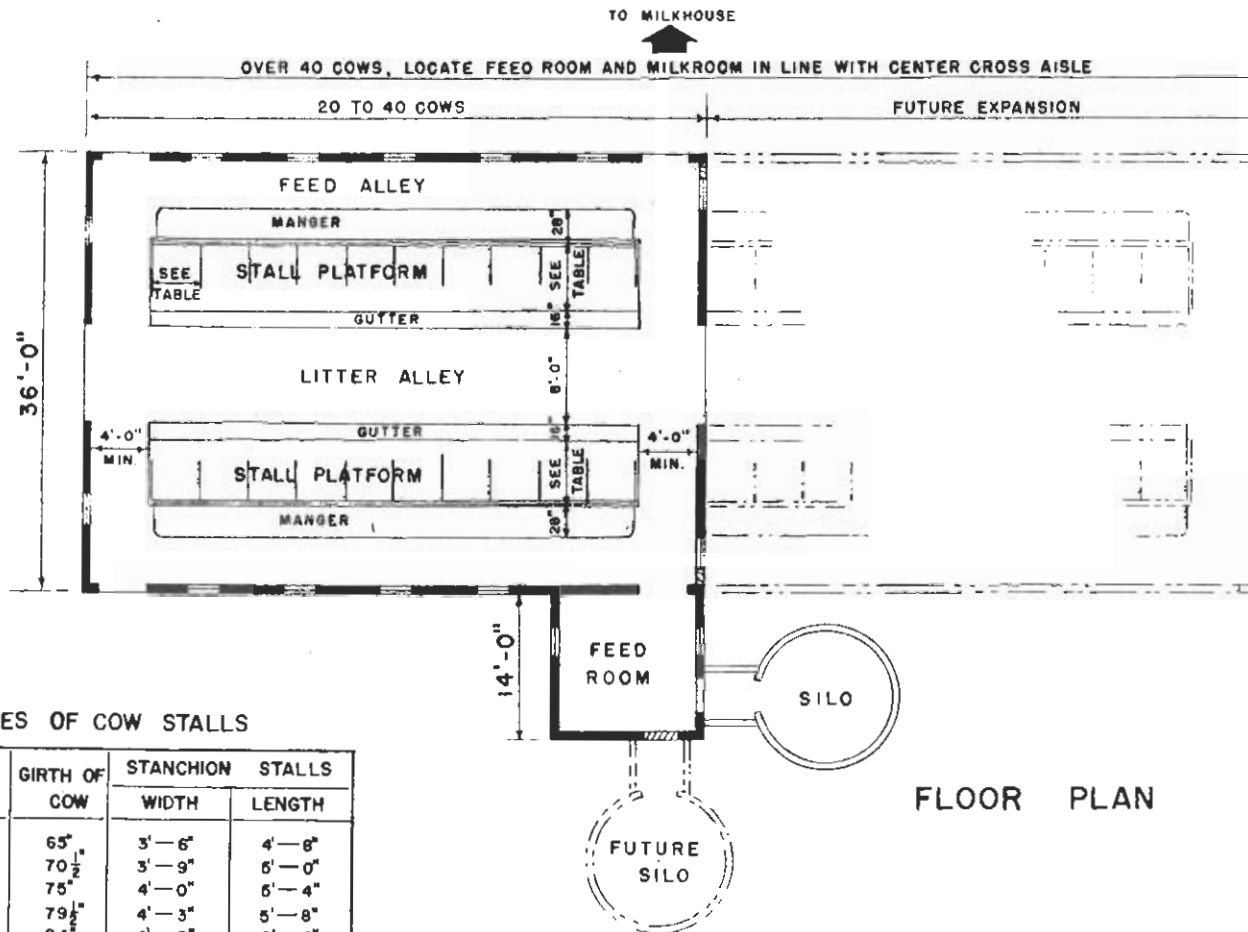 TO MILKHOUSE
OVER 40 COWS, LOCATE FEED ROOM AND MILKROOM IN LINE WITH CENTER CROSS AISLE
20 TO 40 COWS
FUTURE EXPANSION
FEED ALLEY
MANGER
28"
SEE TABLE
STALL PLATFORM
SEE TABLE
GUTTER
16"
36'-0"
LITTER ALLEY
8'-0"
4'-0" MIN.
GUTTER
16"
4'-0" MIN.
STALL PLATFORM
SEE TABLE
MANGER
28"
14'-0"
FEED
ROOM
SILO
FUTURE
SILO
FLOOR PLAN
ES OF COW STALLS
GIRTH OF COW
STANCHION STALLS
WIDTH LENGTH
65" 3'—6" 4'—8"
70½" 3'—9" 5'—0"
75" 4'—0" 5'—4"
79½" 4'—3" 5'—8"